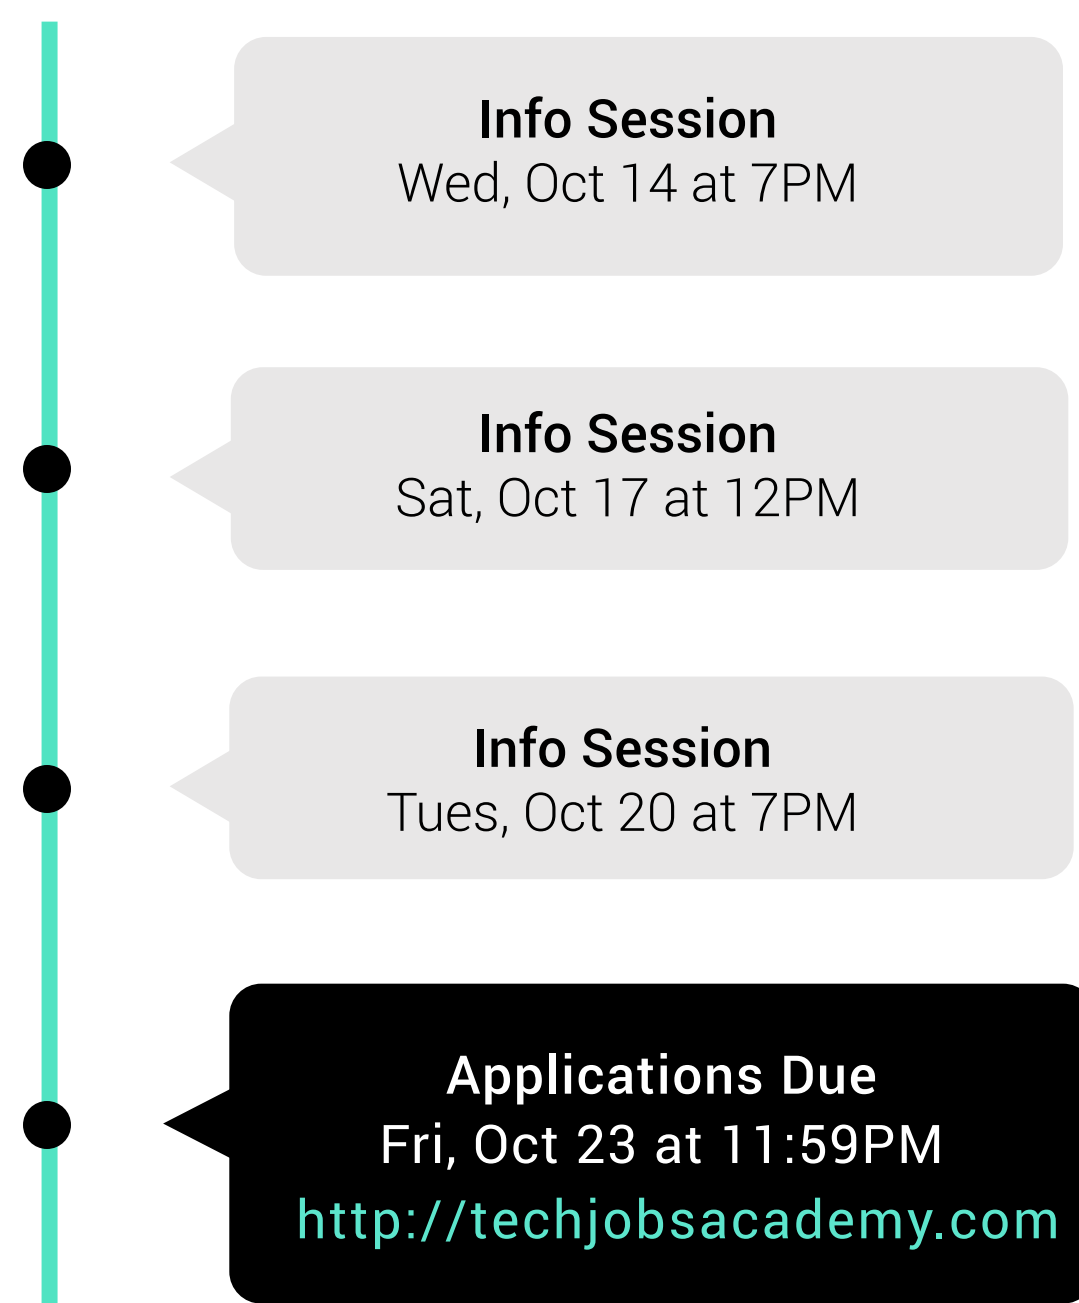 Info Session
Wed, Oct 14 at 7PM
Info Session
Sat, Oct 17 at 12PM
Info Session
Tues, Oct 20 at 7PM
Applications Due
Fri, Oct 23 at 11:59PM
http://techjobsacademy.com